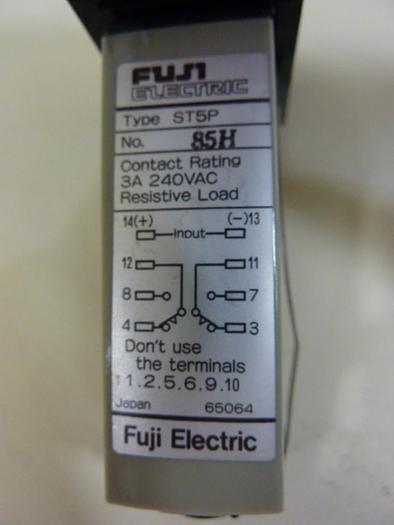 FUJI
ELECTRIC
Type ST5P
No. 85H
Contact Rating
3A 240VAC
Resistive Load
14(+) (−)13
Input
12 11
8 7
4 3
Don't use
the terminals
1.2.5.6.9.10
Japan 65064
Fuji Electric